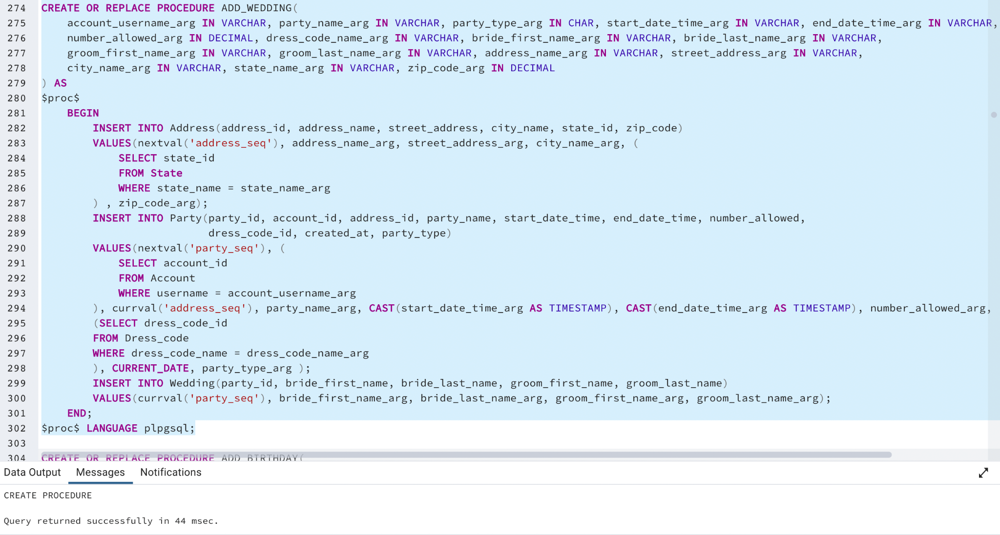 274 CREATE OR REPLACE PROCEDURE ADD_WEDDING(
275     account_username_arg IN VARCHAR, party_name_arg IN VARCHAR, party_type_arg IN CHAR, start_date_time_arg IN VARCHAR, end_date_time_arg IN VARCHAR,
276     number_allowed_arg IN DECIMAL, dress_code_name_arg IN VARCHAR, bride_first_name_arg IN VARCHAR, bride_last_name_arg IN VARCHAR,
277     groom_first_name_arg IN VARCHAR, groom_last_name_arg IN VARCHAR, address_name_arg IN VARCHAR, street_address_arg IN VARCHAR,
278     city_name_arg IN VARCHAR, state_name_arg IN VARCHAR, zip_code_arg IN DECIMAL
279 ) AS
280 $proc$
281     BEGIN
282         INSERT INTO Address(address_id, address_name, street_address, city_name, state_id, zip_code)
283         VALUES(nextval('address_seq'), address_name_arg, street_address_arg, city_name_arg, (
284             SELECT state_id
285             FROM State
286             WHERE state_name = state_name_arg
287         ) , zip_code_arg);
288         INSERT INTO Party(party_id, account_id, address_id, party_name, start_date_time, end_date_time, number_allowed,
289                           dress_code_id, created_at, party_type)
290         VALUES(nextval('party_seq'), (
291             SELECT account_id
292             FROM Account
293             WHERE username = account_username_arg
294         ), currval('address_seq'), party_name_arg, CAST(start_date_time_arg AS TIMESTAMP), CAST(end_date_time_arg AS TIMESTAMP), number_allowed_arg,
295         (SELECT dress_code_id
296         FROM Dress_code
297         WHERE dress_code_name = dress_code_name_arg
298         ), CURRENT_DATE, party_type_arg );
299         INSERT INTO Wedding(party_id, bride_first_name, bride_last_name, groom_first_name, groom_last_name)
300         VALUES(currval('party_seq'), bride_first_name_arg, bride_last_name_arg, groom_first_name_arg, groom_last_name_arg);
301     END;
302 $proc$ LANGUAGE plpgsql;
303
304 CREATE OR REPLACE PROCEDURE ADD_BIRTHDAY(
Data Output Messages Notifications
CREATE PROCEDURE
Query returned successfully in 44 msec.